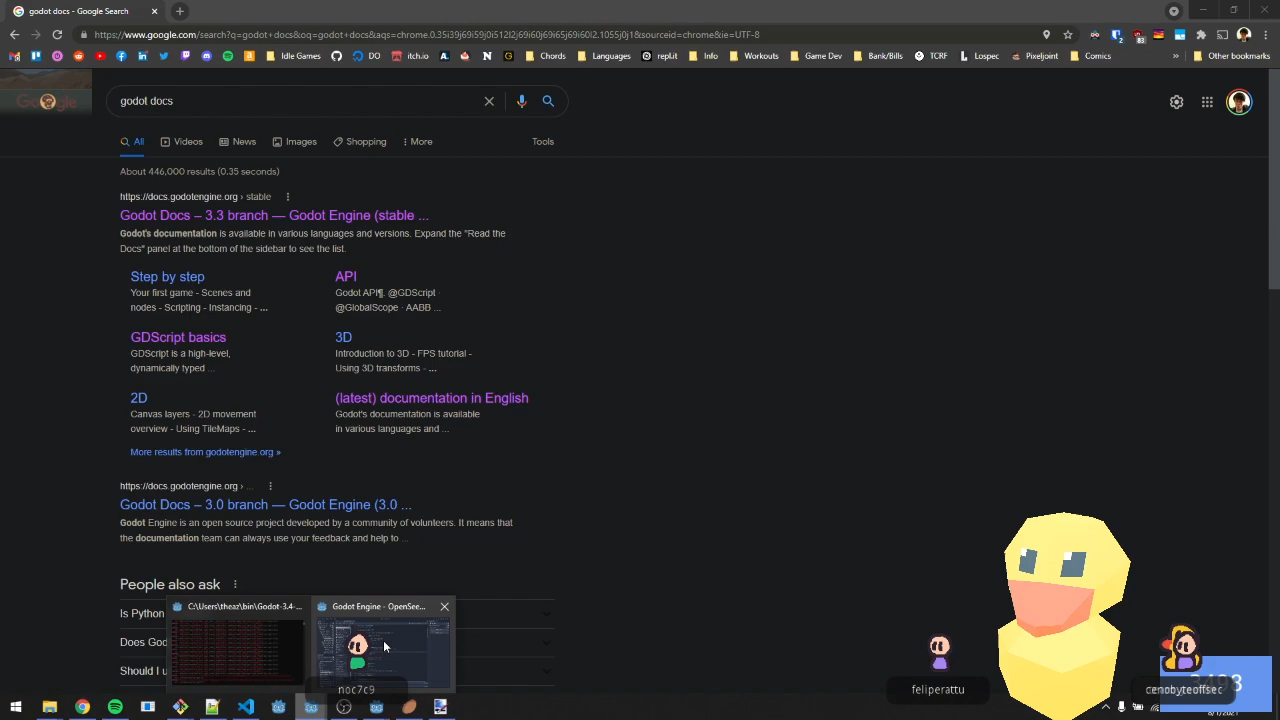 godot docs - Google Search
https://www.google.com/search?q=godot+docs&oq=godot+docs&aqs=chrome.0.35i39j69i59j0i512l2j69i60j69i65j69i60l2.1055j0j1&sourceid=chrome&ie=UTF-8
2
83
Idle Games
DO
itch.io
Chords
Languages
repl.it
Info
Workouts
Game Dev
Bank/Bills
TCRF
Lospec
Pixeljoint
Comics
»
Other bookmarks
Google
godot docs
All
Videos
News
Images
Shopping
More
Tools
About 446,000 results (0.35 seconds)
https://docs.godotengine.org › stable
Godot Docs – 3.3 branch — Godot Engine (stable ...
Godot's documentation is available in various languages and versions. Expand the "Read the
Docs" panel at the bottom of the sidebar to see the list.
Step by step
Your first game - Scenes and
nodes - Scripting - Instancing - ...
API
Godot API¶. @GDScript ·
@GlobalScope · AABB ...
GDScript basics
GDScript is a high-level,
dynamically typed ...
3D
Introduction to 3D - FPS tutorial -
Using 3D transforms - ...
2D
Canvas layers - 2D movement
overview - Using TileMaps - ...
(latest) documentation in English
Godot's documentation is available
in various languages and ...
More results from godotengine.org »
https://docs.godotengine.org › ...
Godot Docs – 3.0 branch — Godot Engine (3.0 ...
Godot Engine is an open source project developed by a community of volunteers. It means that
the documentation team can always use your feedback and help to ...
People also ask
Is Python
Does God
Should I u
C:\Users\theaz\bin\Godot-3.4-...
Godot Engine - OpenSee...
noc7c9
feliperattu
cenobyteoffsec